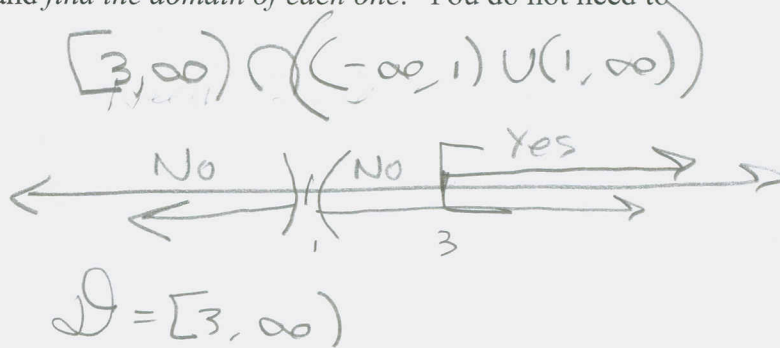 and find the domain of each one. You do not need to
[3, ∞) ∩ ((-∞, 1) ∪ (1, ∞))
No ) ( No [ Yes
1 3
D = [3, ∞)